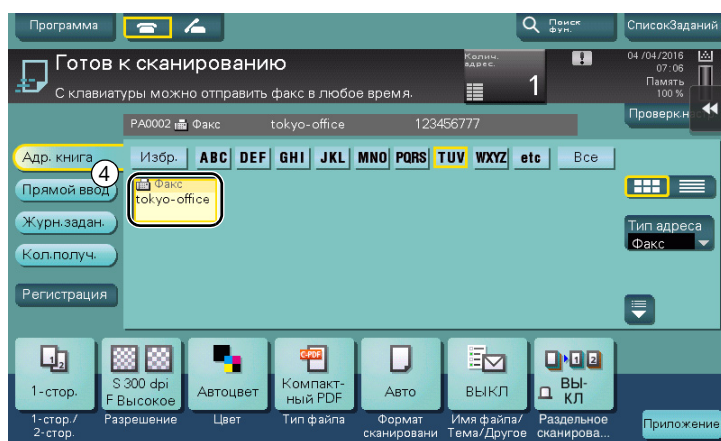 Программа
Поиск
фун.
СписокЗаданий
Готов к сканированию
С клавиатуры можно отправить факс в любое время.
Колич.
адрес.
1
04/04/2016
07:06
Память
100 %
PA0002 Факс tokyo-office 123456777
Адр. книга
Избр. ABC DEF GHI JKL MNO PQRS TUV WXYZ etc Все
4
Прямой ввод
Факс
tokyo-office
Журн.задан.
Тип адреса
Факс
Кол.получ.
Регистрация
1-стор.
S 300 dpi
F Высокое
Автоцвет
C-PDF
Компакт-
ный PDF
Авто
ВЫКЛ
ВЫ-
КЛ
1-стор./
2-стор.
Разрешение
Цвет
Тип файла
Формат
сканировани
Имя файла/
Тема/Другое
Раздельное
сканирова...
Приложение